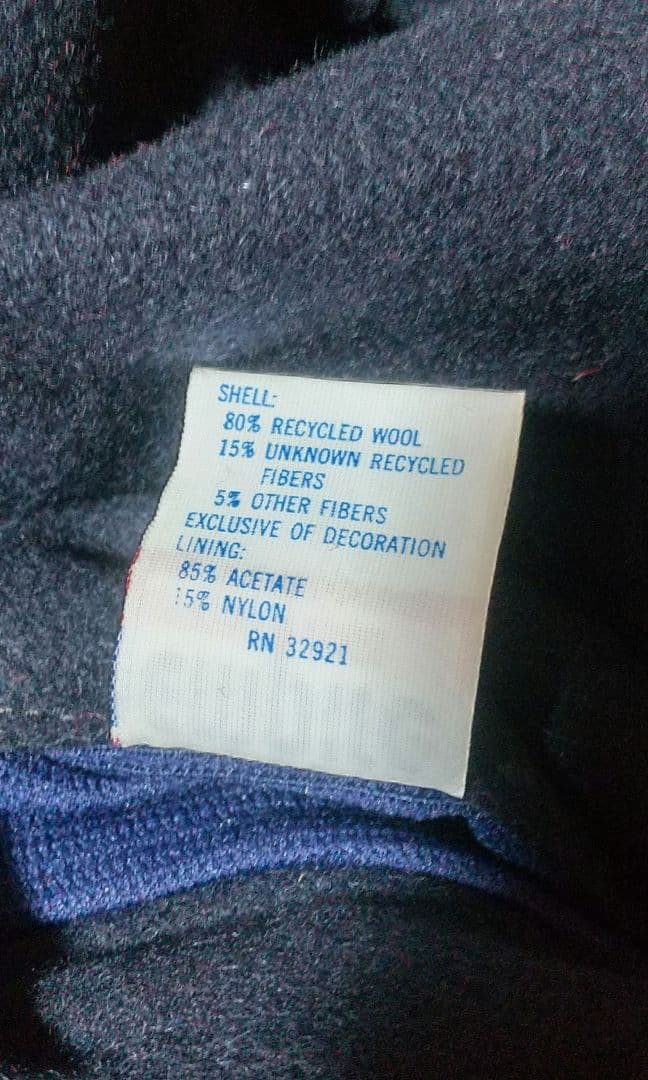 SHELL:
80% RECYCLED WOOL
15% UNKNOWN RECYCLED
FIBERS
5% OTHER FIBERS
EXCLUSIVE OF DECORATION
LINING:
85% ACETATE
15% NYLON
RN 32921